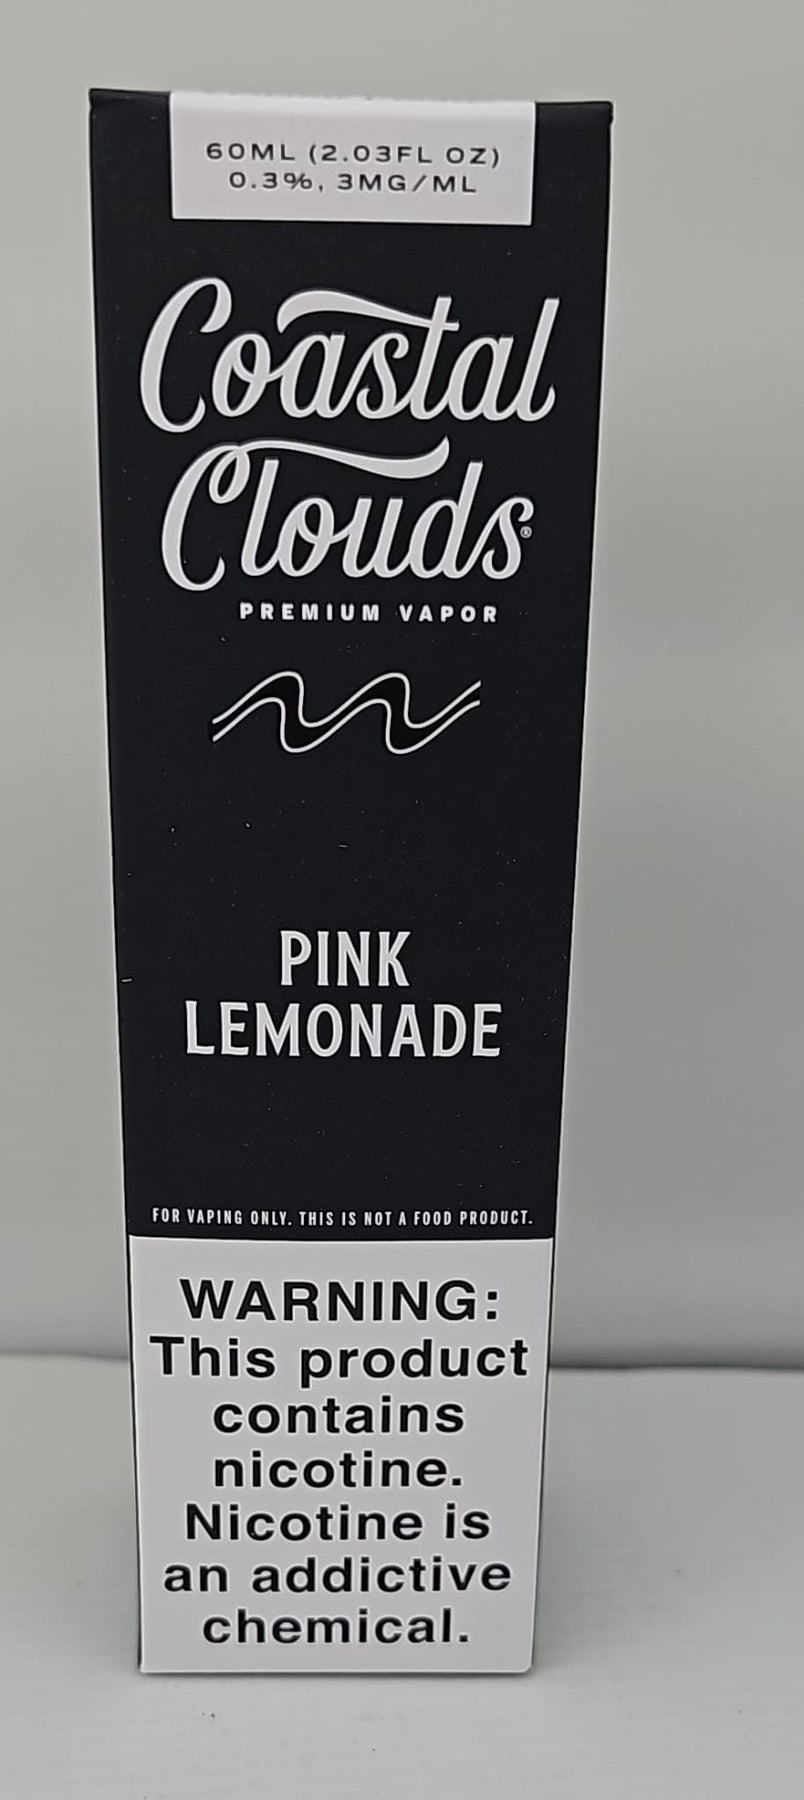 60ML (2.03FL OZ)
0.3%, 3MG/ML
Coastal
Clouds®
PREMIUM VAPOR
PINK
LEMONADE
FOR VAPING ONLY. THIS IS NOT A FOOD PRODUCT.
WARNING:
This product
contains
nicotine.
Nicotine is
an addictive
chemical.